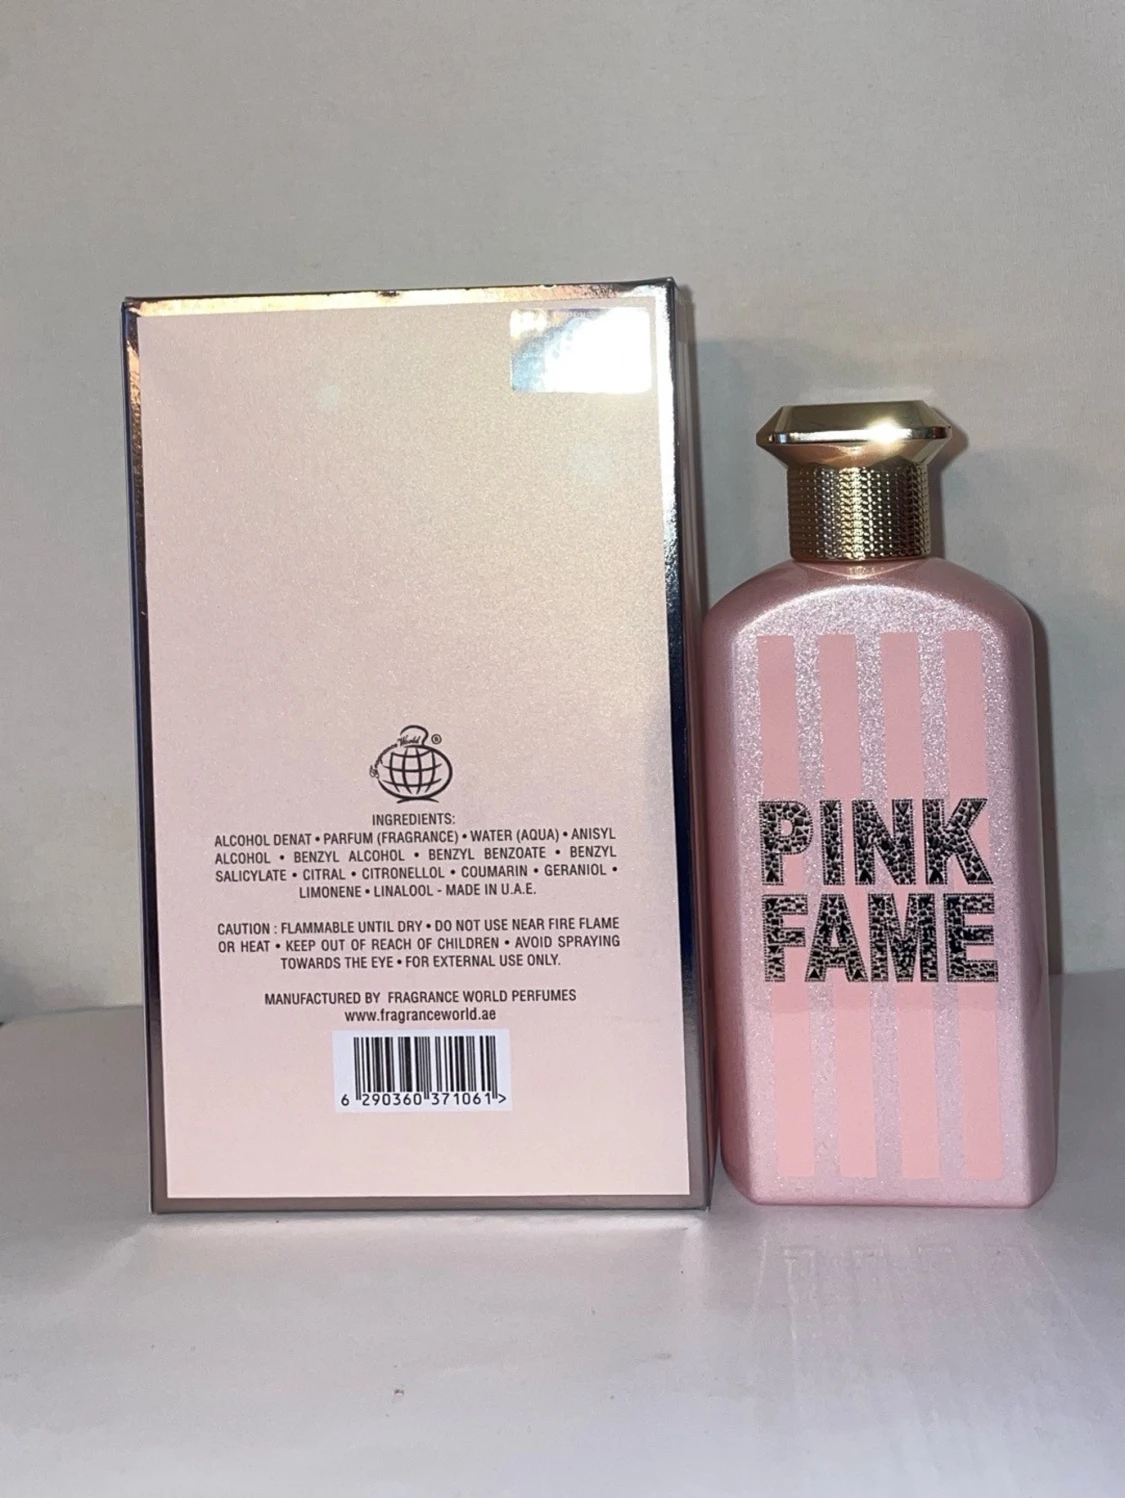 Fragrance World ®
INGREDIENTS:
ALCOHOL DENAT • PARFUM (FRAGRANCE) • WATER (AQUA) • ANISYL
ALCOHOL • BENZYL ALCOHOL • BENZYL BENZOATE • BENZYL
SALICYLATE • CITRAL • CITRONELLOL • COUMARIN • GERANIOL •
LIMONENE • LINALOOL - MADE IN U.A.E.
CAUTION : FLAMMABLE UNTIL DRY • DO NOT USE NEAR FIRE FLAME
OR HEAT • KEEP OUT OF REACH OF CHILDREN • AVOID SPRAYING
TOWARDS THE EYE • FOR EXTERNAL USE ONLY.
MANUFACTURED BY FRAGRANCE WORLD PERFUMES
www.fragranceworld.ae
6 290360 371061 >
PINK
FAME